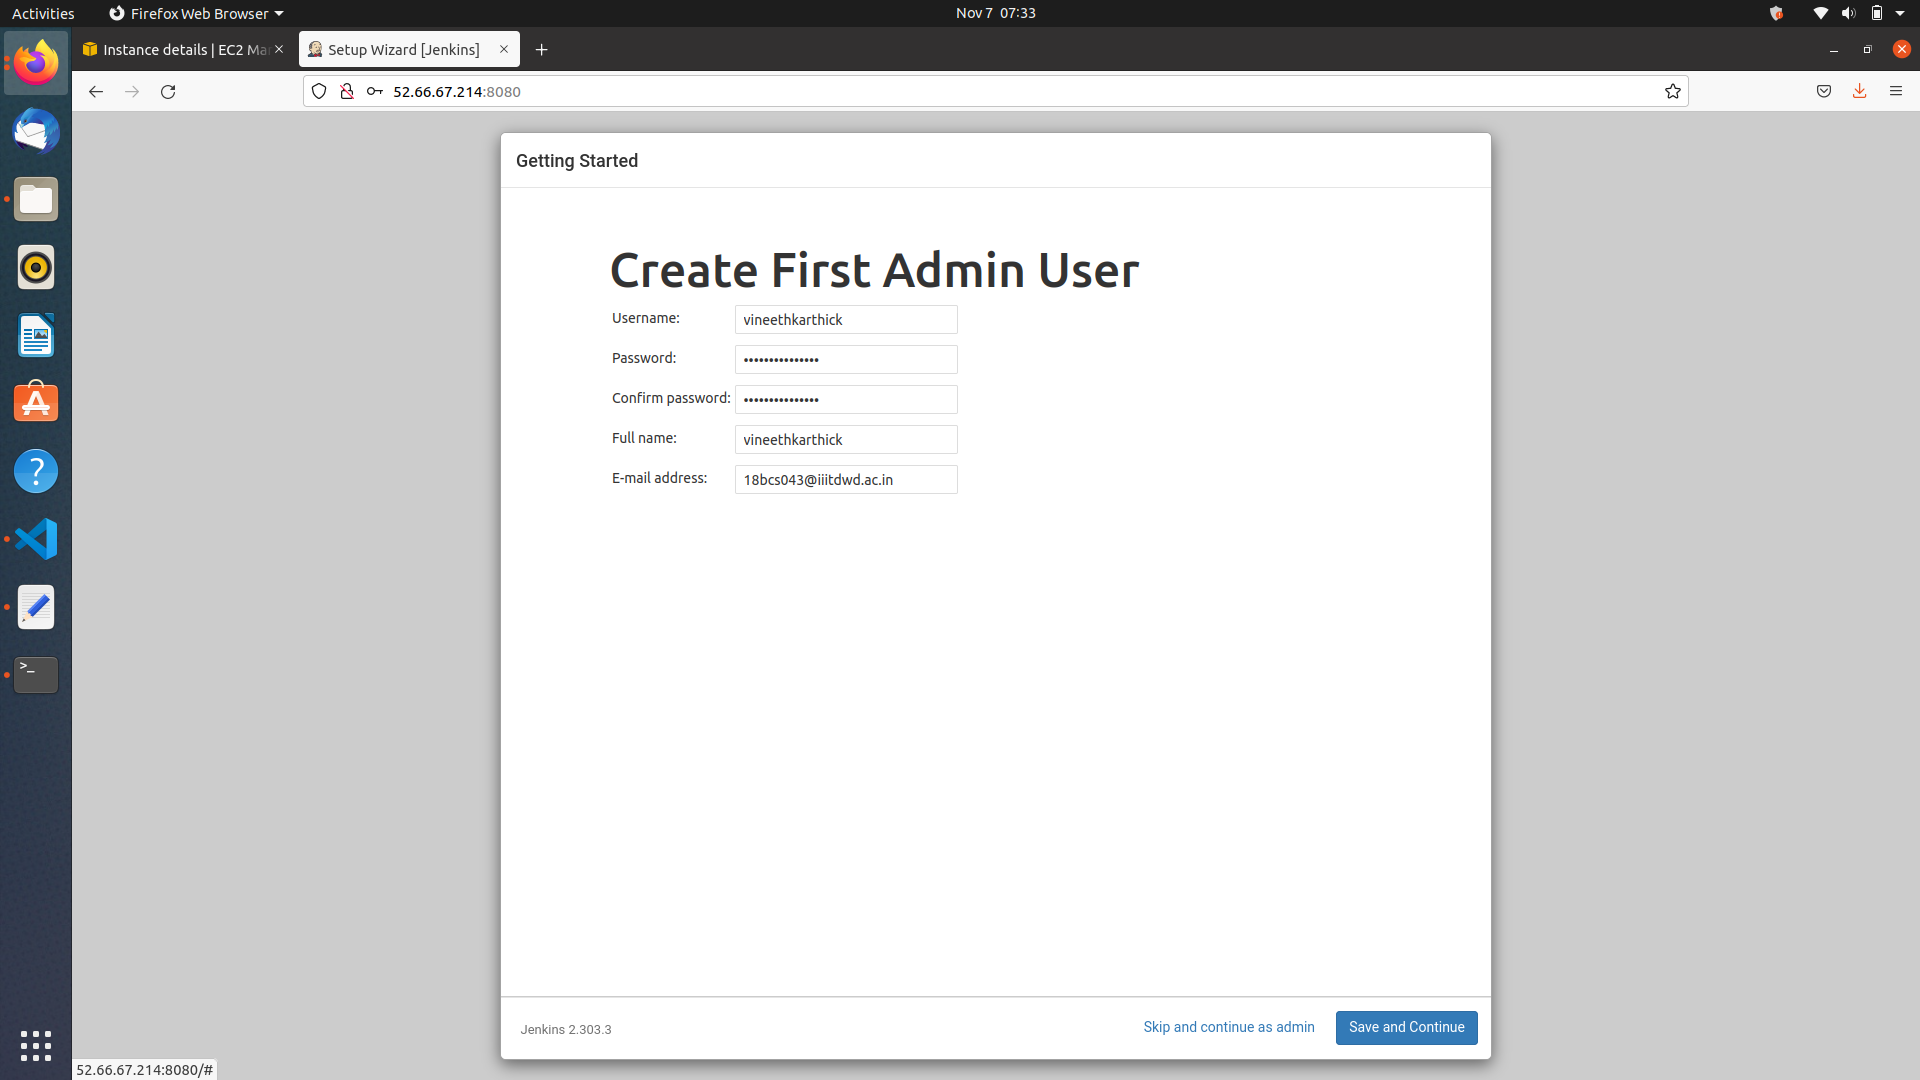 Activities
Firefox Web Browser
Nov 7 07:33
Instance details | EC2 Ma
Setup Wizard [Jenkins]
52.66.67.214:8080
Getting Started
Create First Admin User
Username:
vineethkarthick
Password:
•••••••••••••••
Confirm password:
•••••••••••••••
Full name:
vineethkarthick
E-mail address:
18bcs043@iiitdwd.ac.in
Jenkins 2.303.3
Skip and continue as admin
Save and Continue
52.66.67.214:8080/#